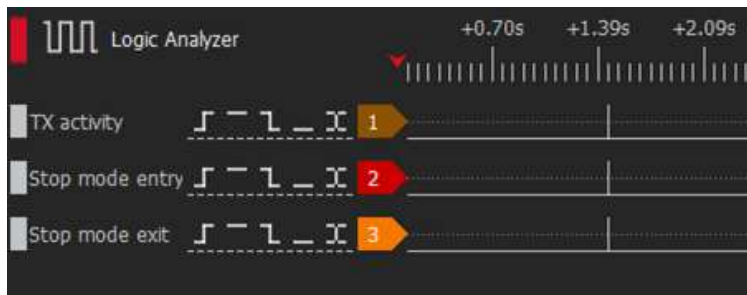 Logic Analyzer
+0.70s +1.39s +2.09s
TX activity 1
Stop mode entry 2
Stop mode exit 3